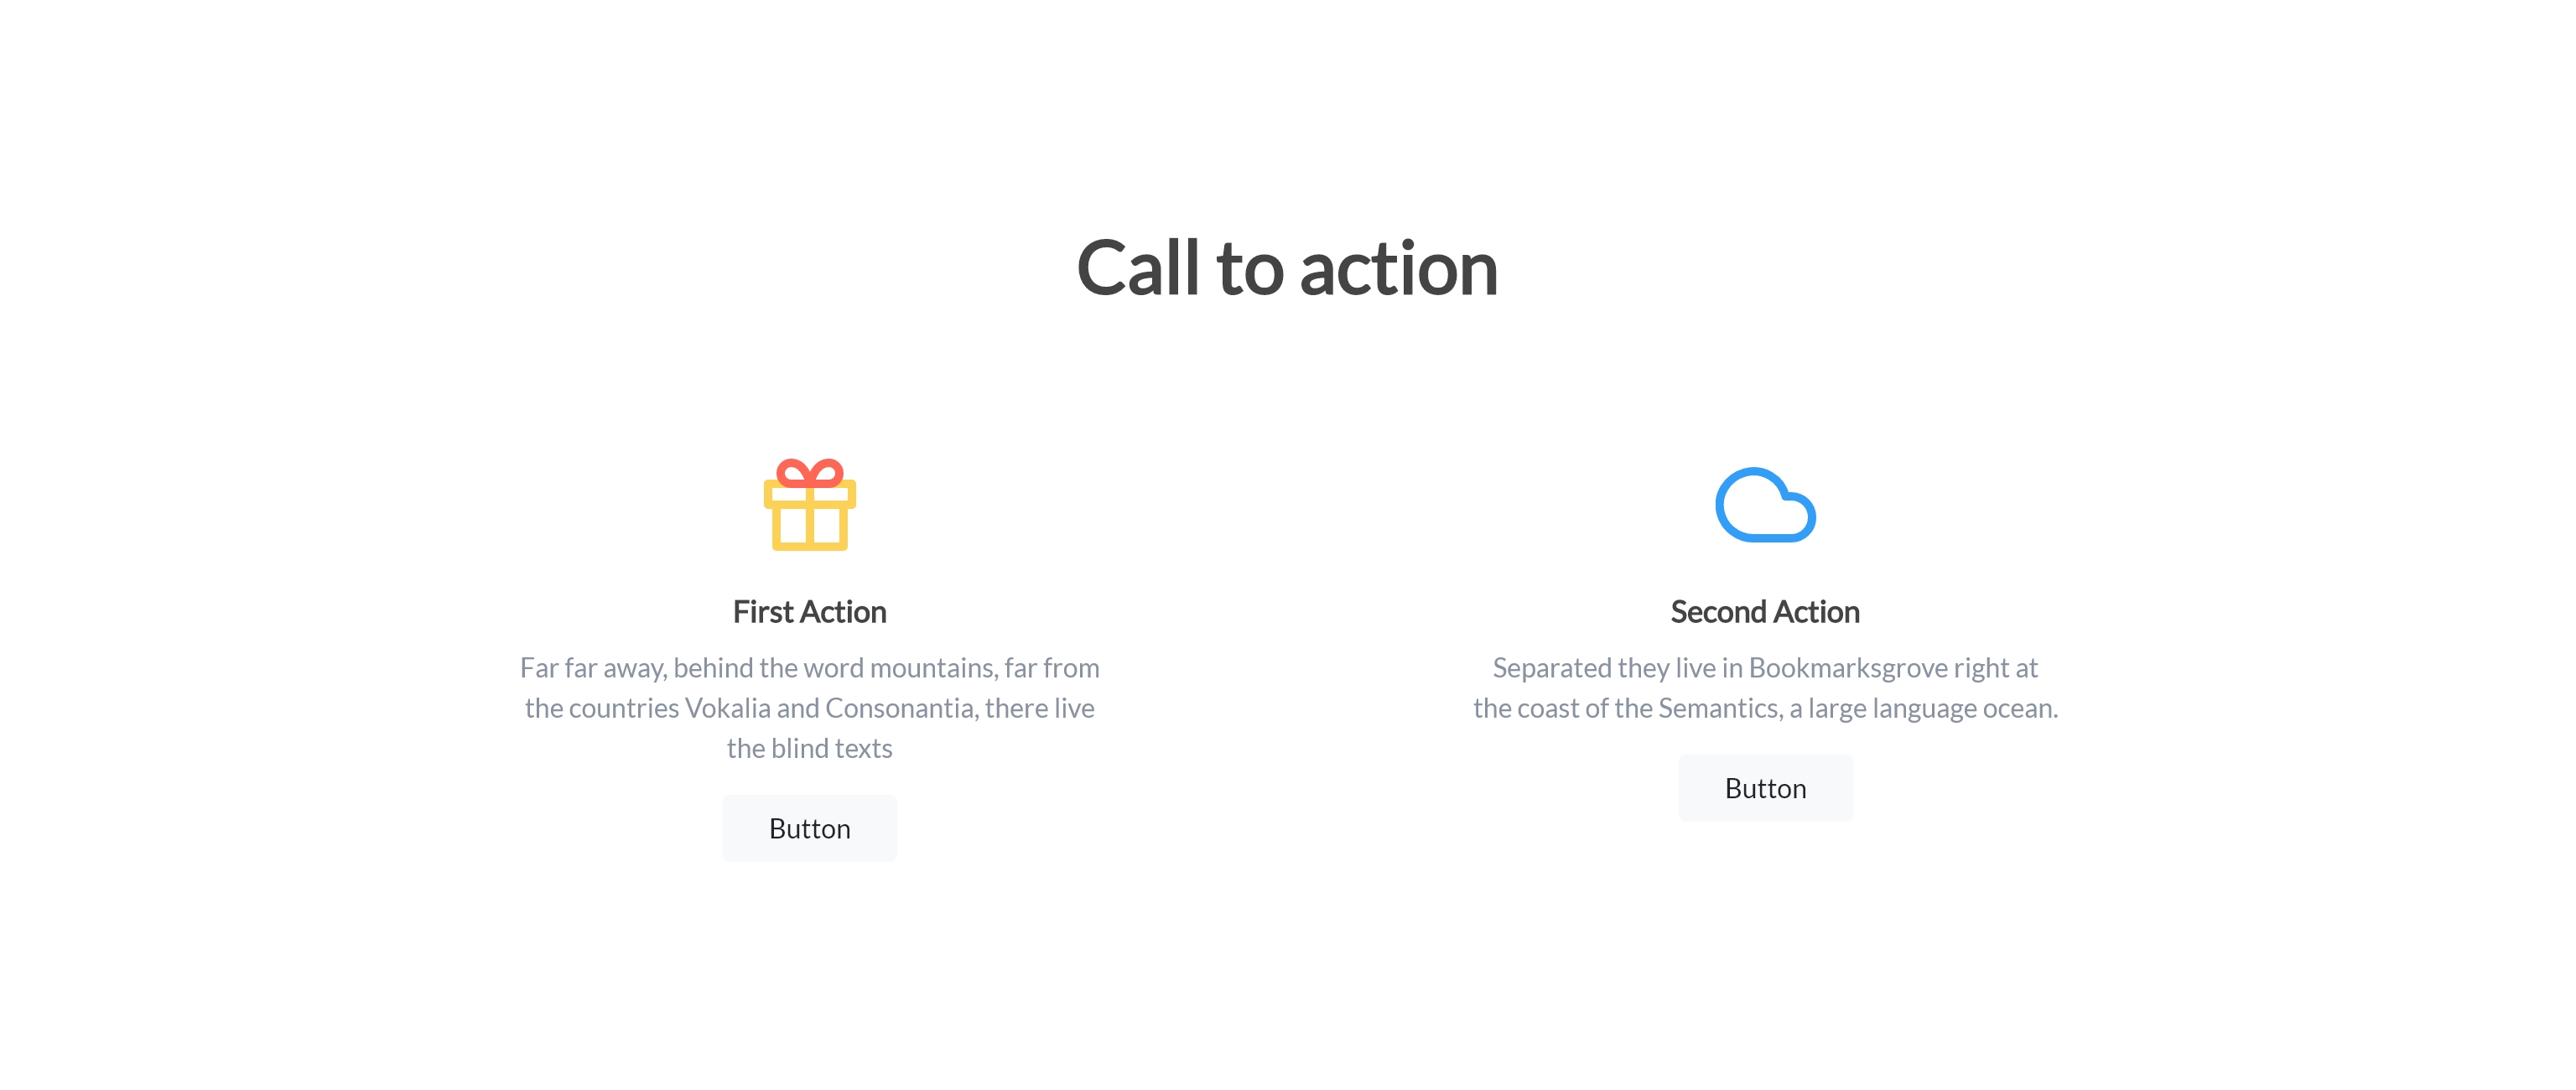 Call to action
First Action
Far far away, behind the word mountains, far from
the countries Vokalia and Consonantia, there live
the blind texts
Button
Second Action
Separated they live in Bookmarksgrove right at
the coast of the Semantics, a large language ocean.
Button